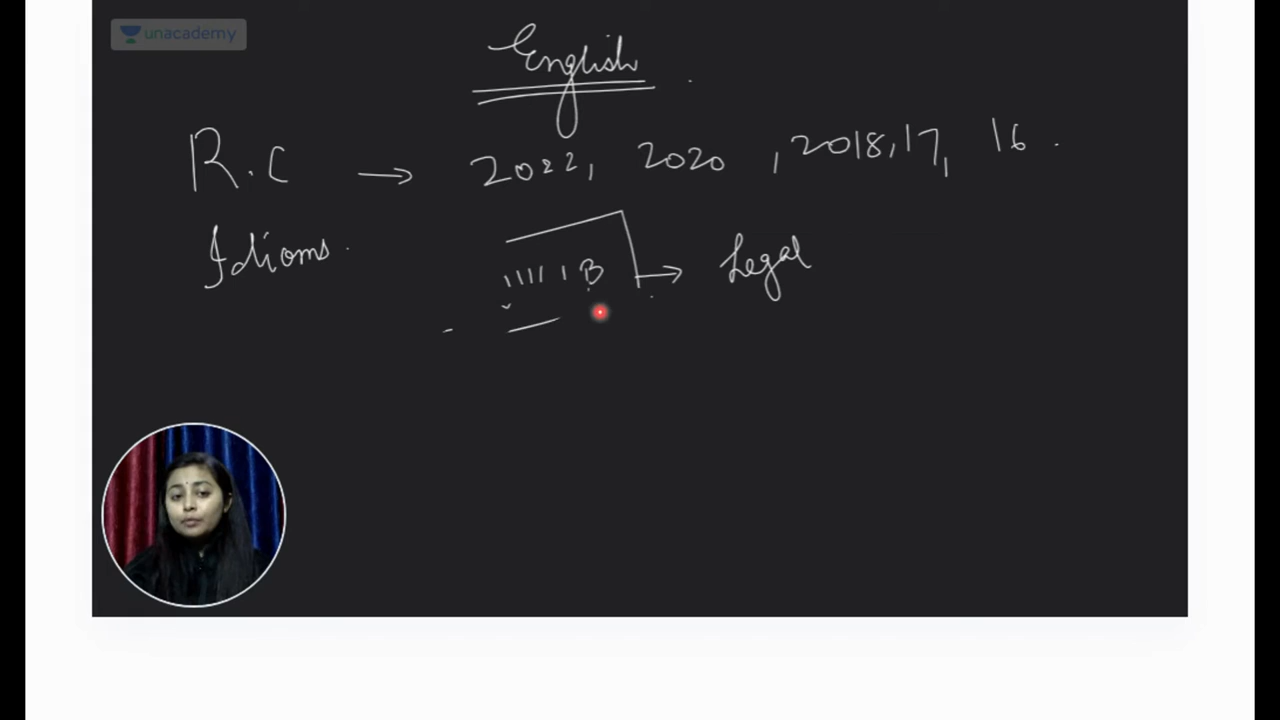 unacademy
English
R.C → 2022, 2020, 2018, 17, 16.
Idioms.
B → Legal